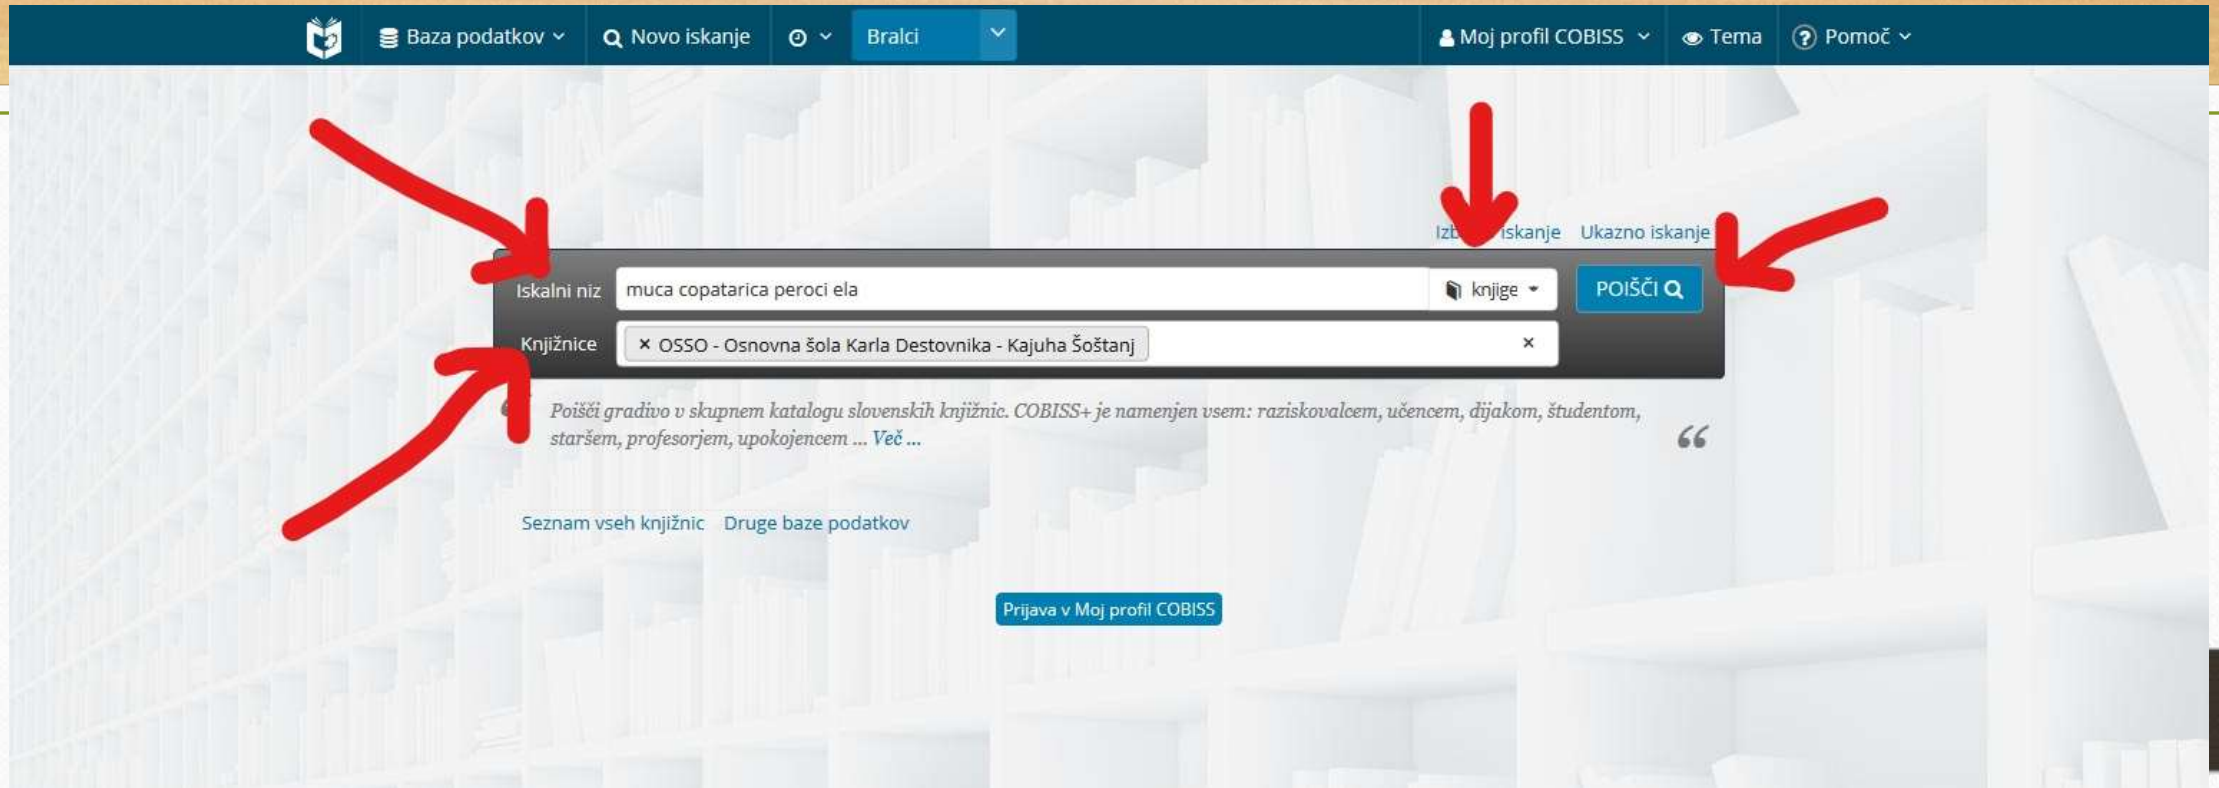 Baza podatkov Novo iskanje Bralci Moj profil COBISS Tema Pomoč
iskanje Ukazno iskanje
Iskalni niz muca copatarica peroci ela knjige POIŠČI
Knjižnice × OSSO - Osnovna šola Karla Destovnika - Kajuha Šoštanj ×
Poišči gradivo v skupnem katalogu slovenskih knjižnic. COBISS+ je namenjen vsem: raziskovalcem, učencem, dijakom, študentom,
staršem, profesorjem, upokojencem ... Več ...
Seznam vseh knjižnic Druge baze podatkov
Prijava v Moj profil COBISS